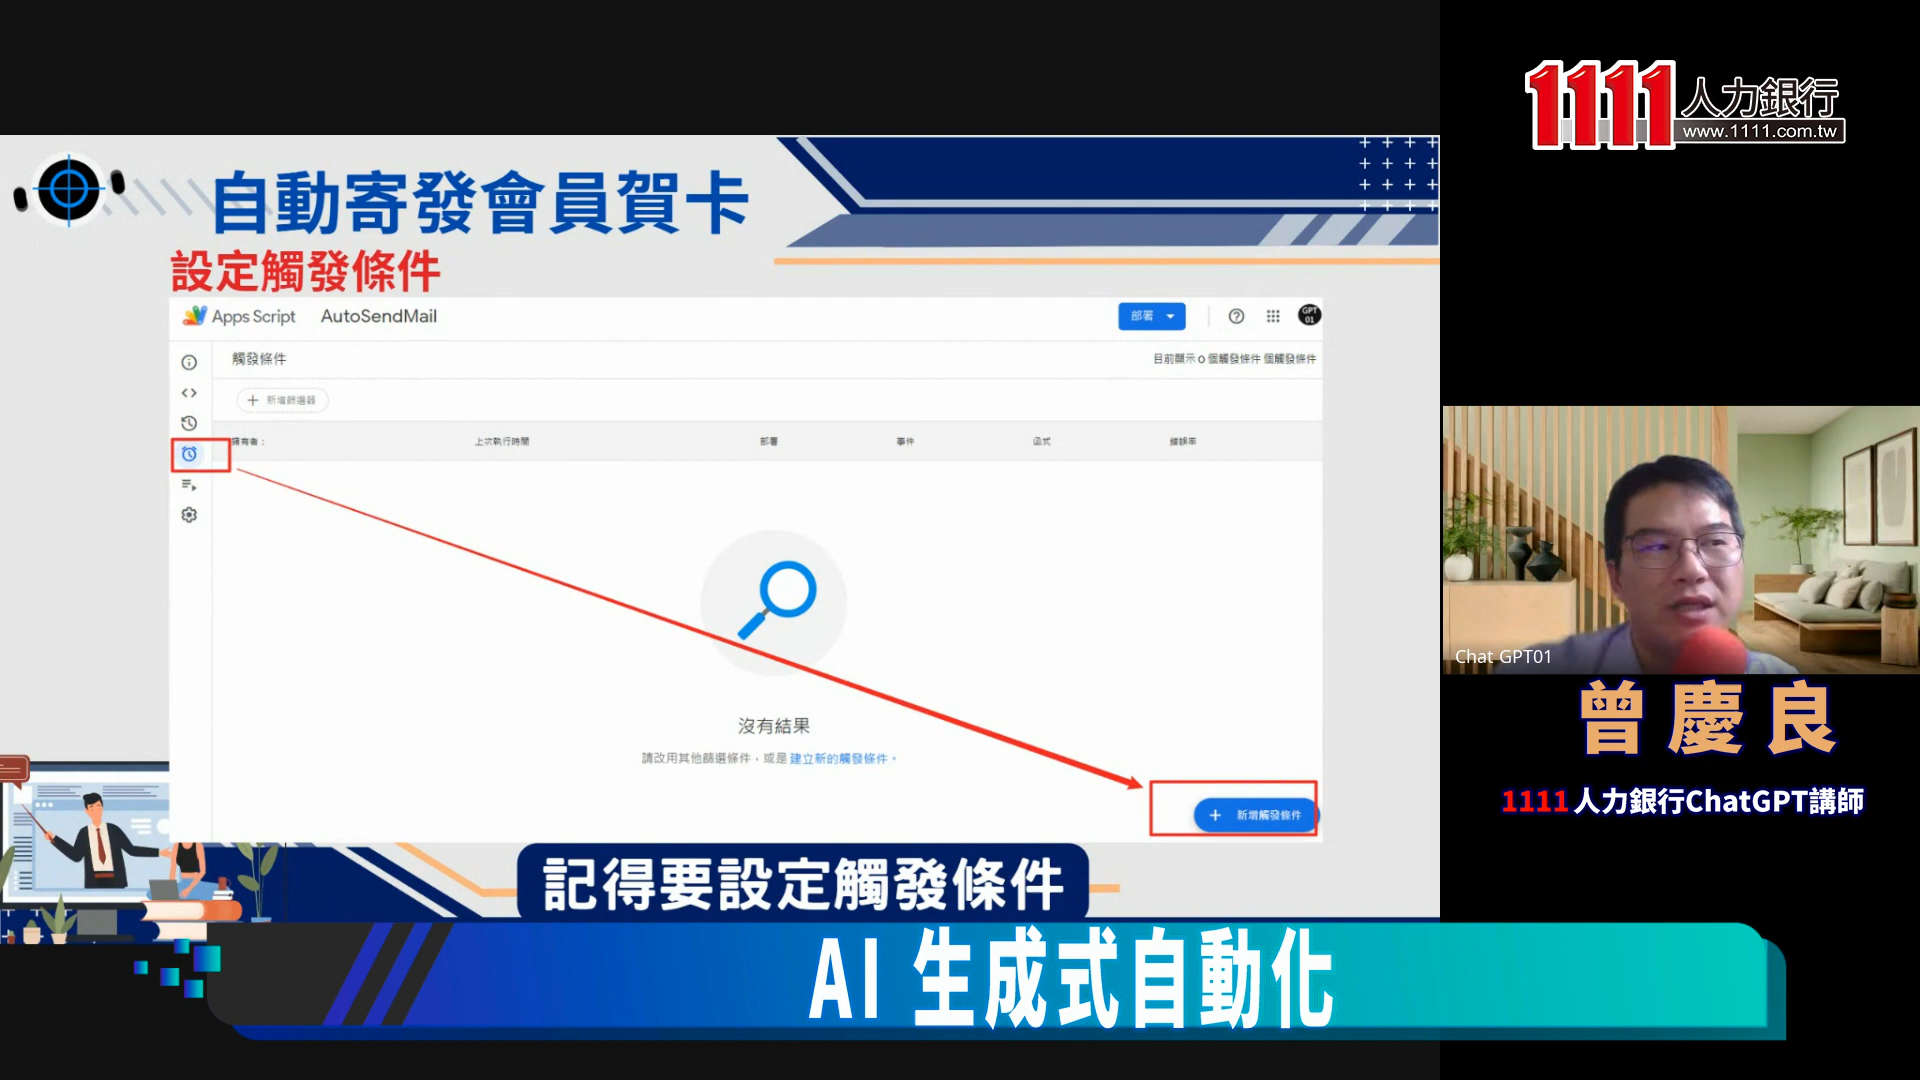 1111人力銀行
www.1111.com.tw
自動寄發會員賀卡
設定觸發條件
Apps Script AutoSendMail
部署
GPT
01
觸發條件
目前顯示 0 個觸發條件 個觸發條件
新增篩選器
擁有者：
上次執行時間
部署
事件
函式
錯誤率
沒有結果
請改用其他篩選條件，或是建立新的觸發條件。
新增觸發條件
記得要設定觸發條件
Chat GPT01
曾慶良
1111人力銀行ChatGPT講師
AI 生成式自動化